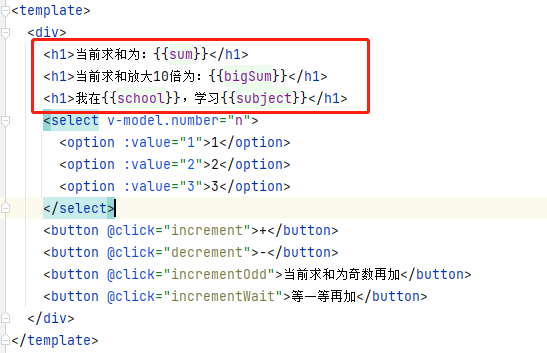 <template>
<div>
<h1>当前求和为：{{sum}}</h1>
<h1>当前求和放大10倍为：{{bigSum}}</h1>
<h1>我在{{school}}，学习{{subject}}</h1>
<select v-model.number="n">
<option :value="1">1</option>
<option :value="2">2</option>
<option :value="3">3</option>
</select>
<button @click="increment">+</button>
<button @click="decrement">-</button>
<button @click="incrementOdd">当前求和为奇数再加</button>
<button @click="incrementWait">等一等再加</button>
</div>
</template>